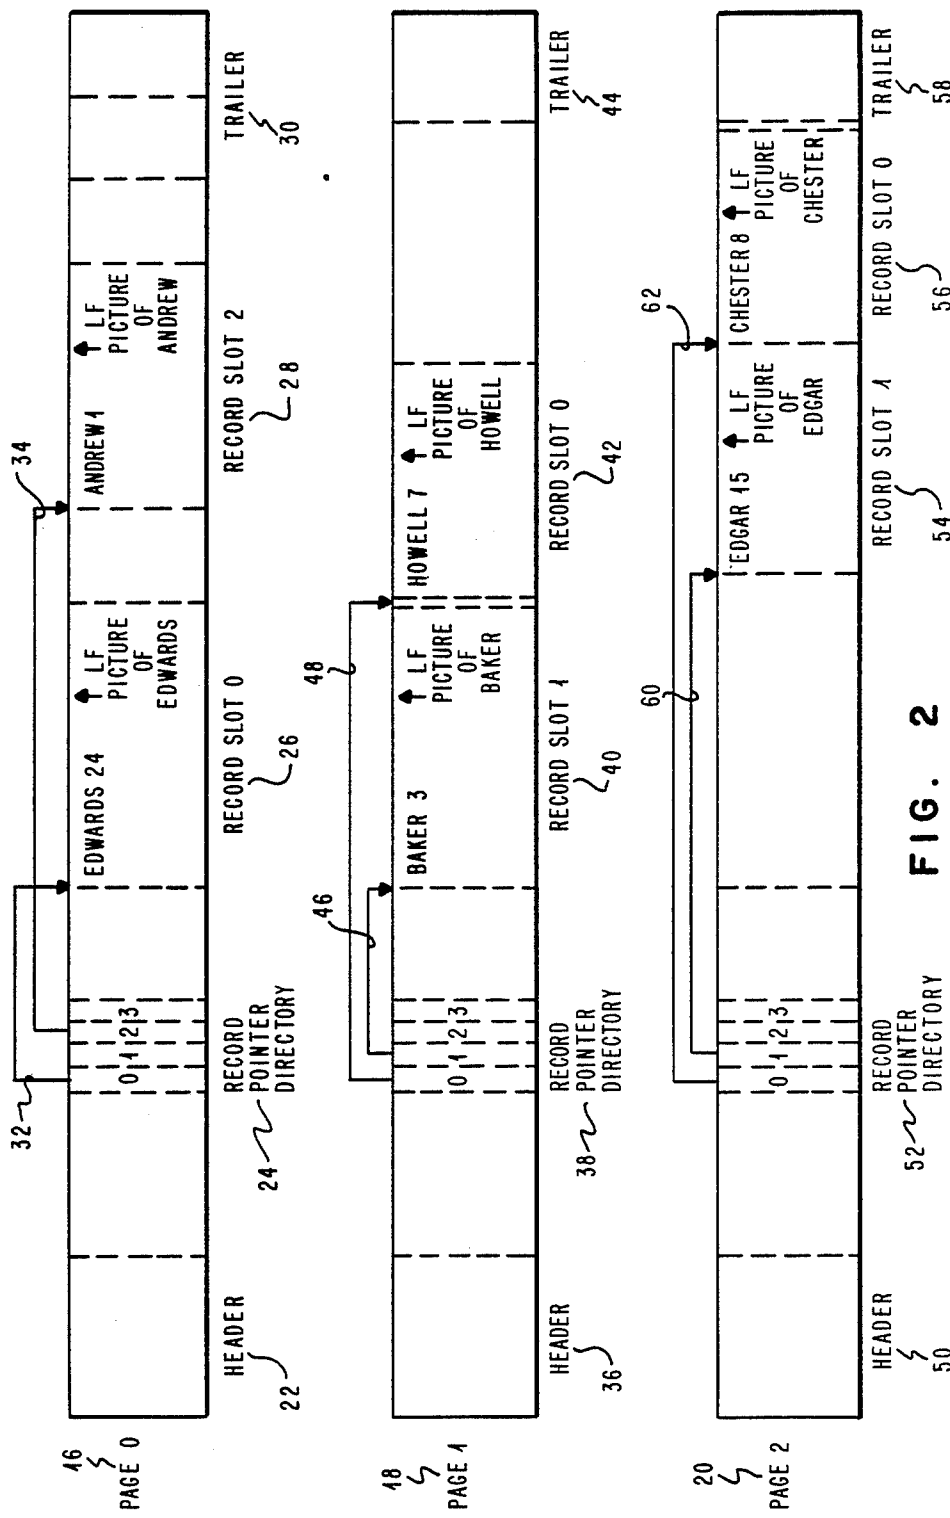 32
34
EDWARDS 24
↑ LF
PICTURE
OF
EDWARDS
ANDREW 1
↑ LF
PICTURE
OF
ANDREW
0 1 2 3
16
PAGE 0
HEADER
22
RECORD
POINTER
DIRECTORY
24
RECORD SLOT 0
26
RECORD SLOT 2
28
TRAILER
30
46
48
BAKER 3
↑ LF
PICTURE
OF
BAKER
HOWELL 7
↑ LF
PICTURE
OF
HOWELL
0 1 2 3
18
PAGE 1
HEADER
36
RECORD
POINTER
DIRECTORY
38
RECORD SLOT 1
40
RECORD SLOT 0
42
TRAILER
44
60
62
EDGAR 15
↑ LF
PICTURE
OF
EDGAR
CHESTER 8
↑ LF
PICTURE
OF
CHESTER
0 1 2 3
20
PAGE 2
HEADER
50
RECORD
POINTER
DIRECTORY
52
RECORD SLOT 1
54
RECORD SLOT 0
56
TRAILER
58
FIG. 2